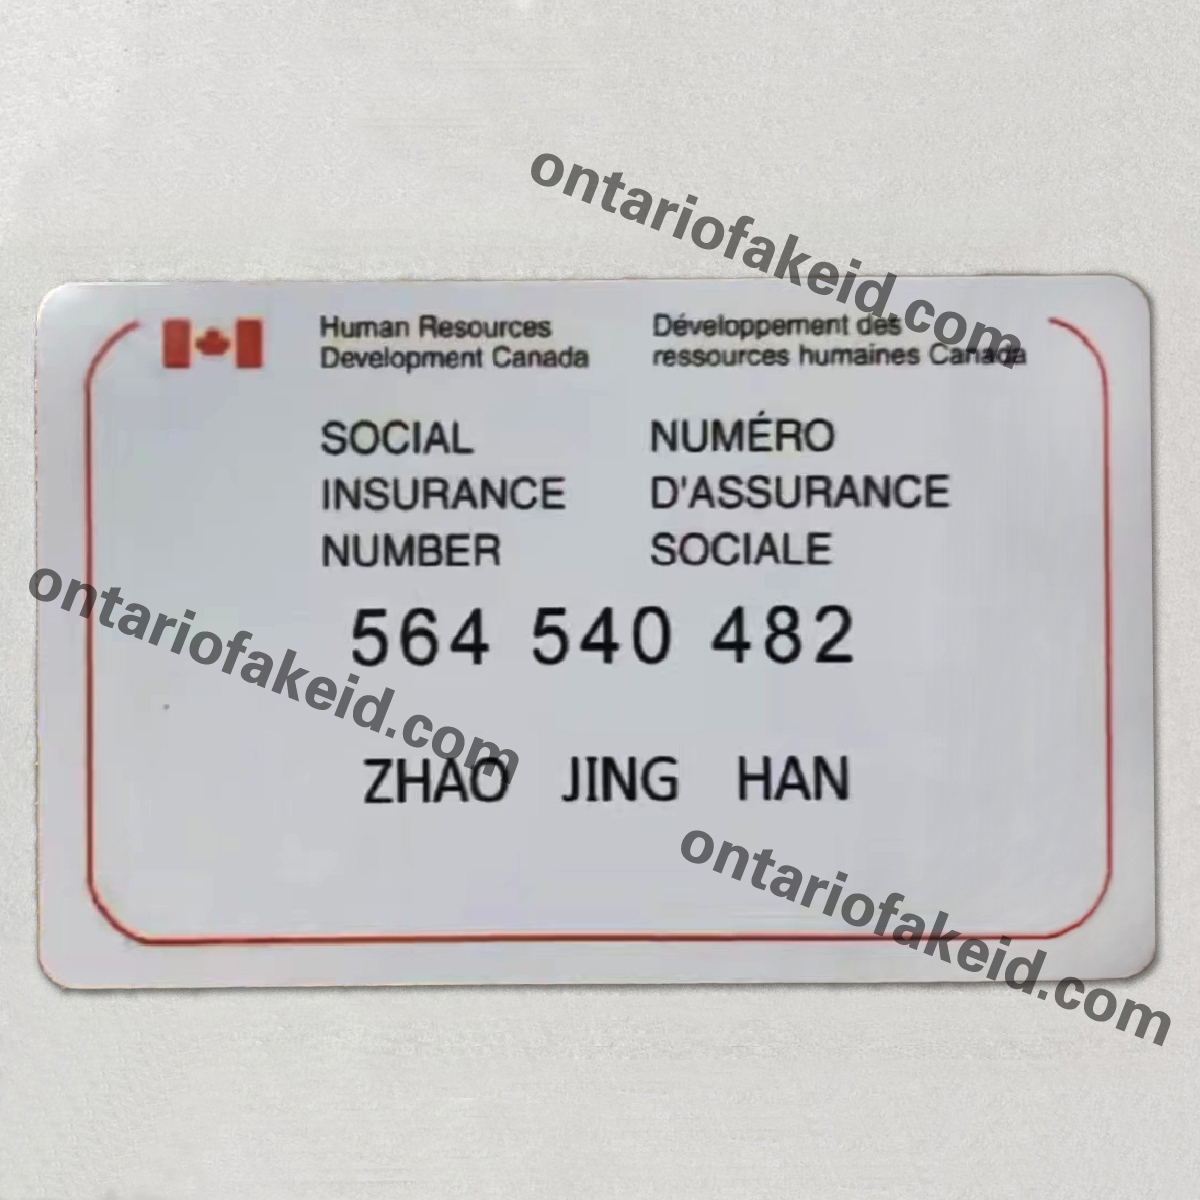 ontariofakeid.com
Human Resources
Development Canada
Développement des
ressources humaines Canada
SOCIAL
INSURANCE
NUMBER
NUMÉRO
D'ASSURANCE
SOCIALE
564 540 482
ontariofakeid.com
ZHAO JING HAN
ontariofakeid.com